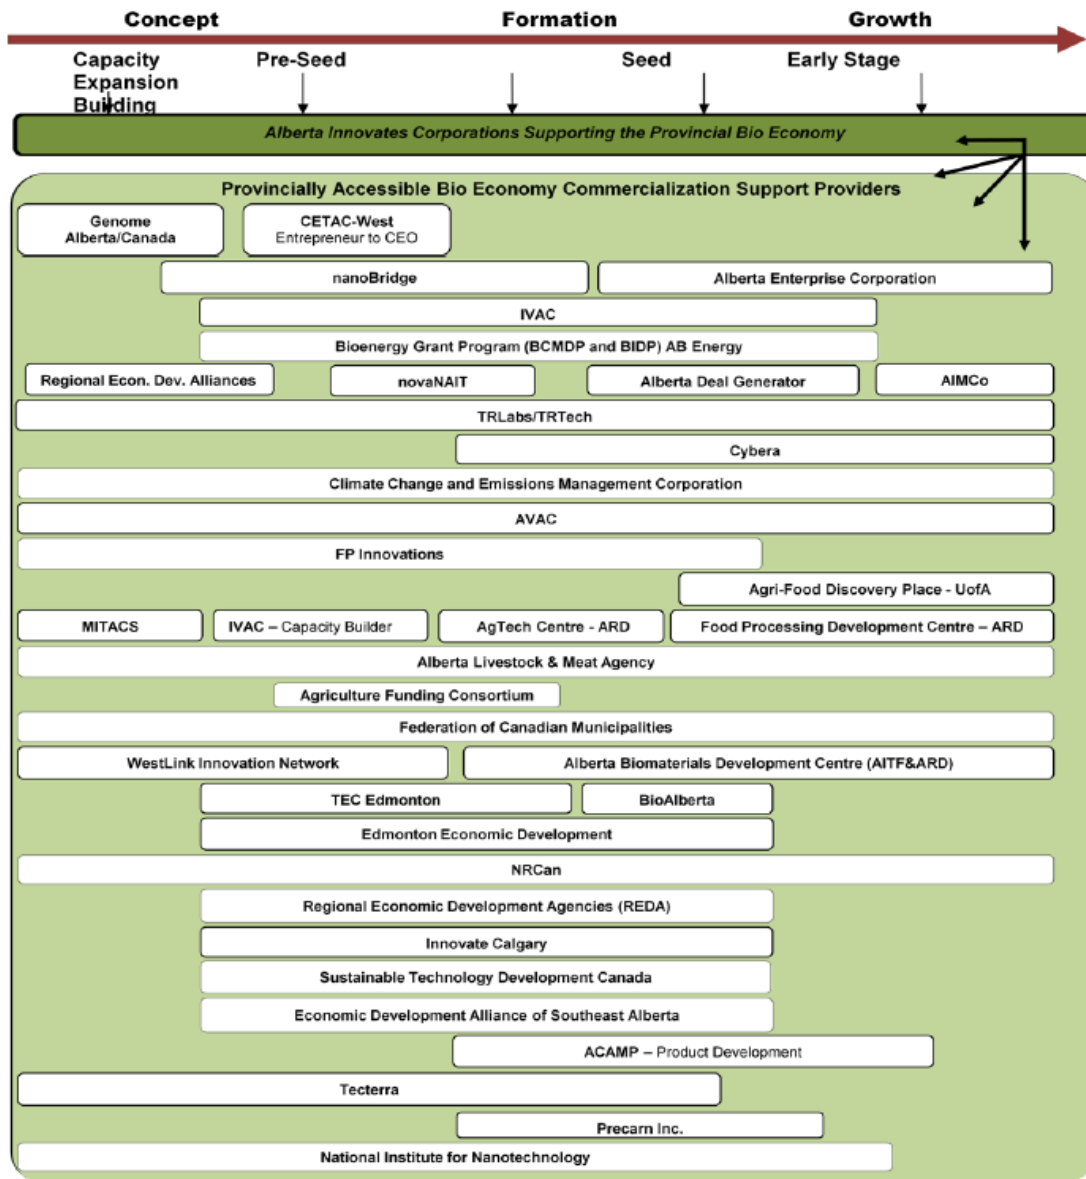 Concept Formation Growth
Capacity Pre-Seed Seed Early Stage
Expansion
Building
Alberta Innovates Corporations Supporting the Provincial Bio Economy
Provincially Accessible Bio Economy Commercialization Support Providers
Genome
Alberta/Canada
CETAC-West
Entrepreneur to CEO
nanoBridge
Alberta Enterprise Corporation
IVAC
Bioenergy Grant Program (BCMDP and BIDP) AB Energy
Regional Econ. Dev. Alliances
novaNAIT
Alberta Deal Generator
AIMCo
TRLabs/TRTech
Cybera
Climate Change and Emissions Management Corporation
AVAC
FP Innovations
Agri-Food Discovery Place - UofA
MITACS
IVAC – Capacity Builder
AgTech Centre - ARD
Food Processing Development Centre – ARD
Alberta Livestock & Meat Agency
Agriculture Funding Consortium
Federation of Canadian Municipalities
WestLink Innovation Network
Alberta Biomaterials Development Centre (AITF&ARD)
TEC Edmonton
BioAlberta
Edmonton Economic Development
NRCan
Regional Economic Development Agencies (REDA)
Innovate Calgary
Sustainable Technology Development Canada
Economic Development Alliance of Southeast Alberta
ACAMP – Product Development
Tecterra
Precarn Inc.
National Institute for Nanotechnology